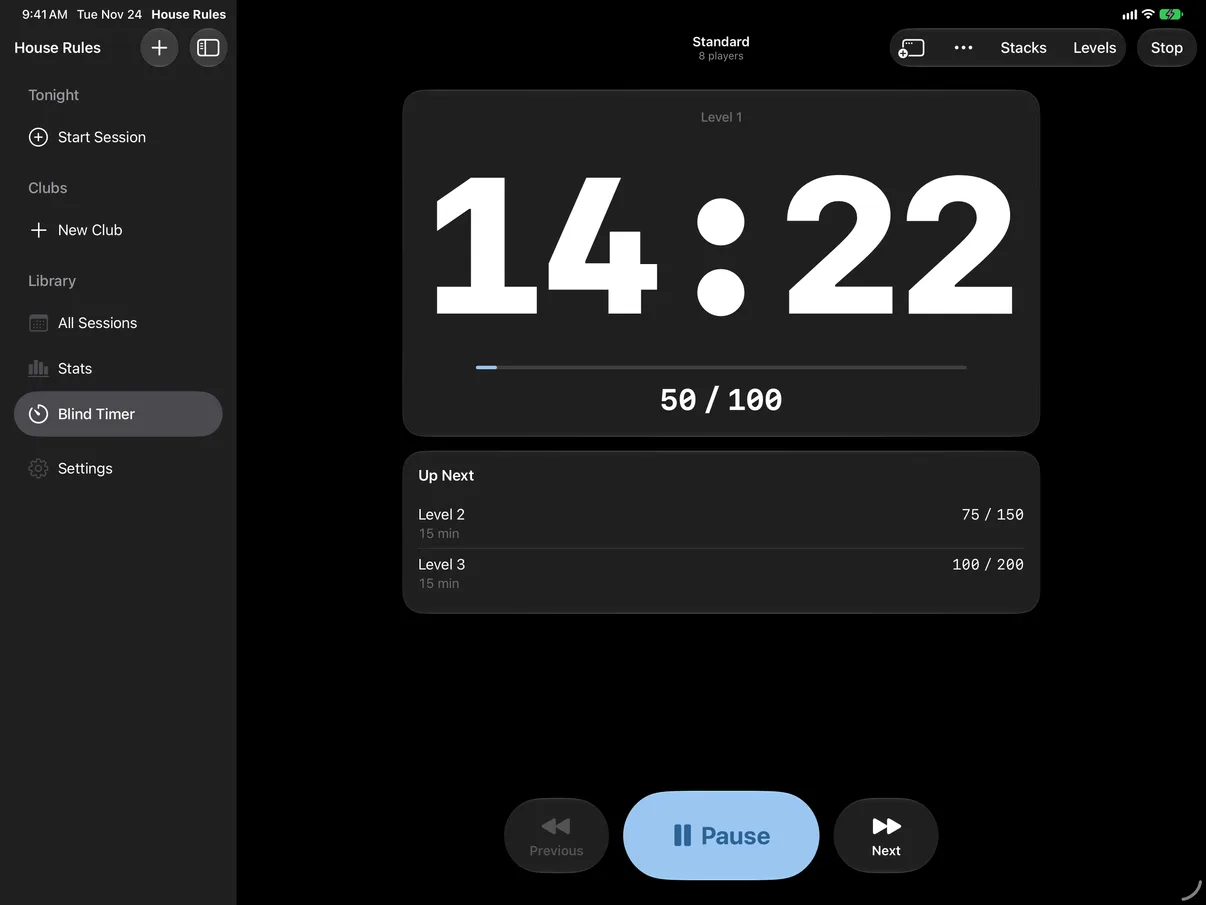 9:41 AM Tue Nov 24 House Rules
House Rules
Tonight
Start Session
Clubs
New Club
Library
All Sessions
Stats
Blind Timer
Settings
Standard
8 players
Stacks
Levels
Stop
Level 1
14:22
50 / 100
Up Next
Level 2
75 / 150
15 min
Level 3
100 / 200
15 min
Previous
Pause
Next